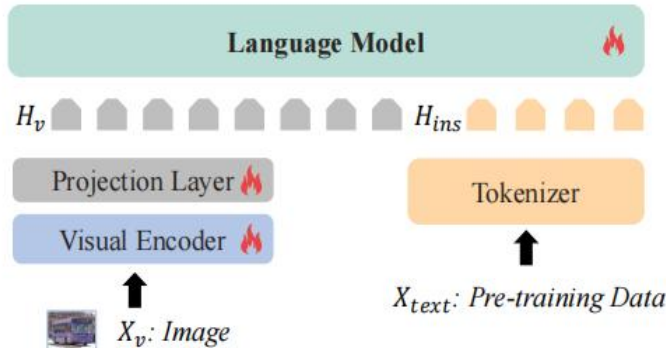 Language Model
H_v H_ins
Projection Layer
Tokenizer
Visual Encoder
X_text: Pre-training Data
X_v: Image